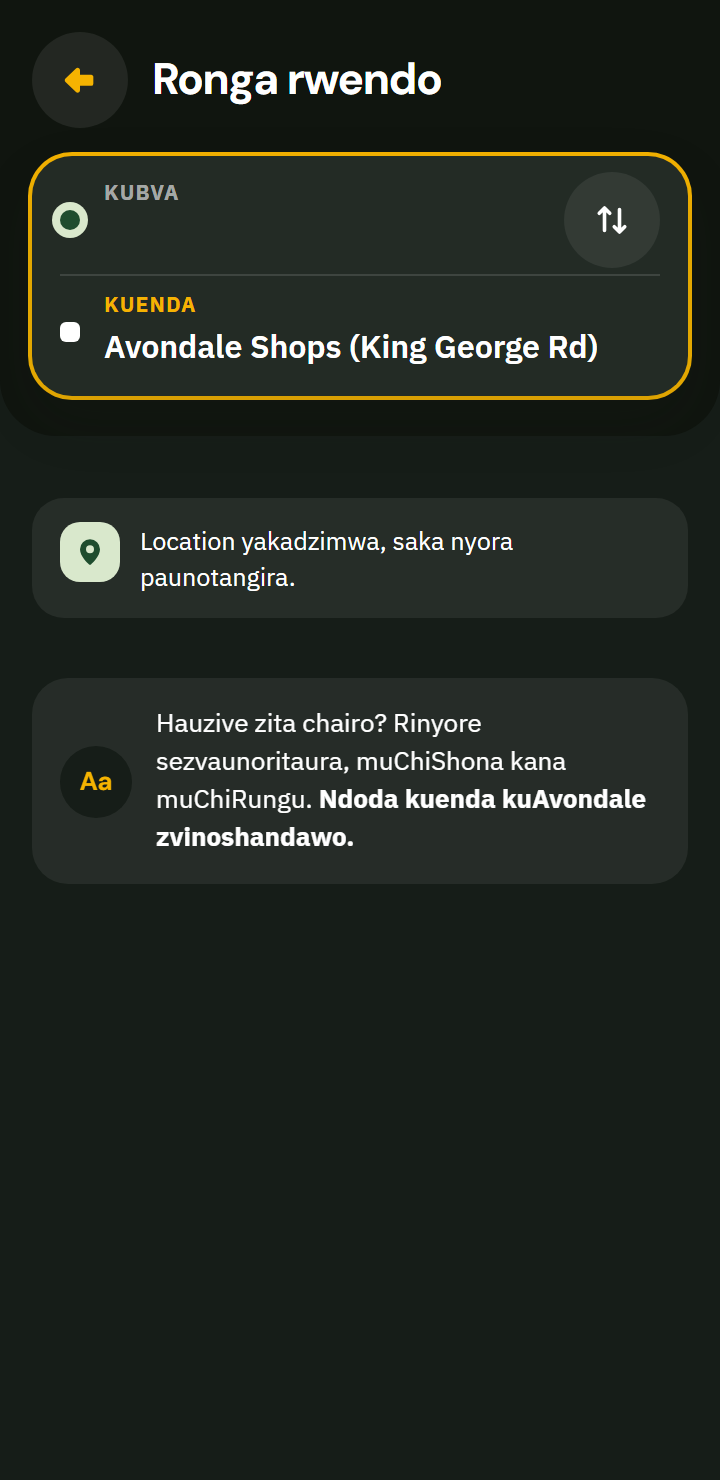 Ronga rwendo
KUBVA
KUENDA
Avondale Shops (King George Rd)
Location yakadzimwa, saka nyora
paunotangira.
Aa
Hauzive zita chairo? Rinyore
sezvaunoritaura, muChiShona kana
muChiRungu. Ndoda kuenda kuAvondale
zvinoshandawo.